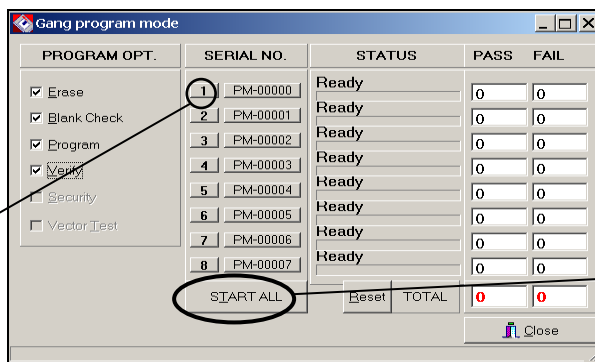 Gang program mode
PROGRAM OPT. SERIAL NO. STATUS PASS FAIL
Erase 1 PM-00000 Ready 0 0
Blank Check 2 PM-00001 Ready 0 0
Program 3 PM-00002 Ready 0 0
Verify 4 PM-00003 Ready 0 0
Security 5 PM-00004 Ready 0 0
Vector Test 6 PM-00005 Ready 0 0
7 PM-00006 Ready 0 0
8 PM-00007 Ready 0 0
START ALL Reset TOTAL 0 0
Close